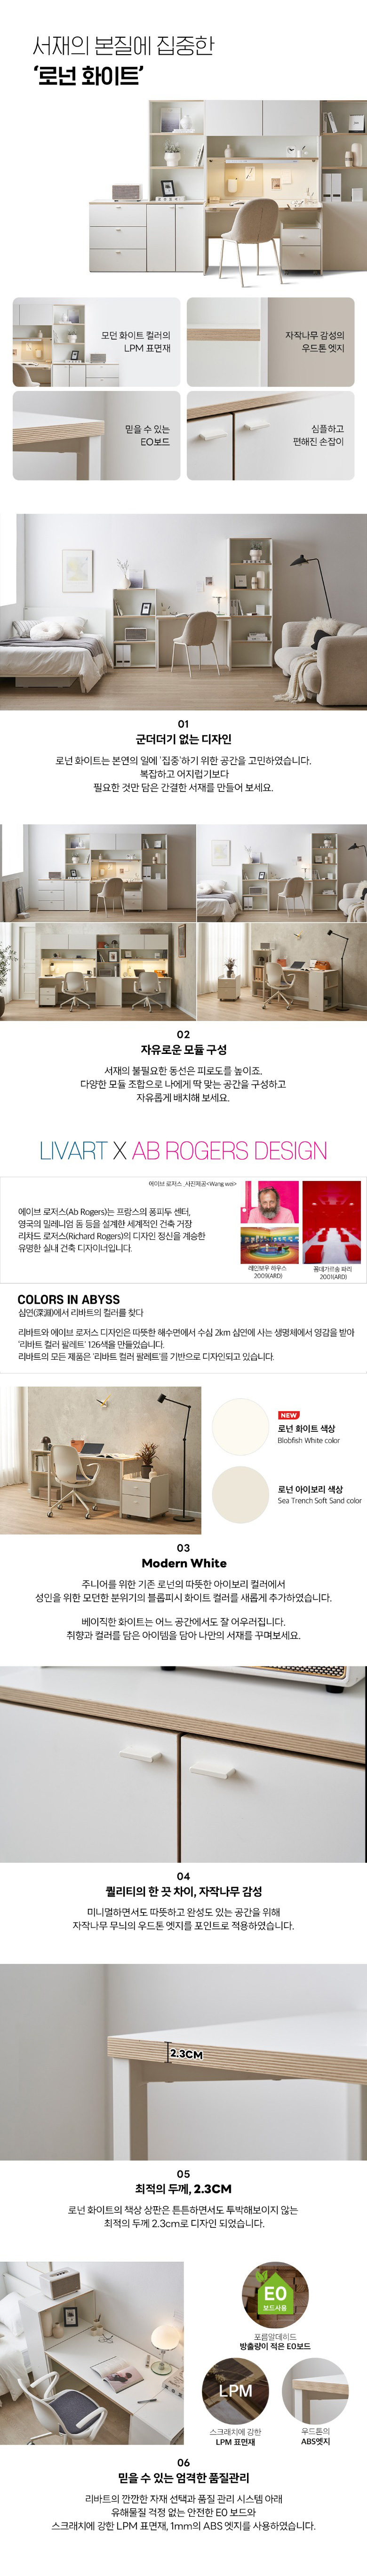 서재의 본질에 집중한
‘로넌 화이트’
모던 화이트 컬러의
LPM 표면재
자작나무 감성의
우드톤 엣지
믿을 수 있는
EO보드
심플하고
편해진 손잡이
01
군더더기 없는 디자인
로넌 화이트는 본연의 일에 '집중'하기 위한 공간을 고민하였습니다.
복잡하고 어지럽기보다
필요한 것만 담은 간결한 서재를 만들어 보세요.
02
자유로운 모듈 구성
서재의 불필요한 동선은 피로도를 높이죠.
다양한 모듈 조합으로 나에게 딱 맞는 공간을 구성하고
자유롭게 배치해 보세요.
LIVART X AB ROGERS DESIGN
에이브 로저스 _사진제공<Wang wei>
에이브 로저스(Ab Rogers)는 프랑스의 퐁피두 센터,
영국의 밀레니엄 돔 등을 설계한 세계적인 건축 거장
리차드 로저스(Richard Rogers)의 디자인 정신을 계승한
유명한 실내 건축 디자이너입니다.
레인보우 하우스
2009(ARD)
꼼데가르송 파리
2001(ARD)
COLORS IN ABYSS
심연(深淵)에서 리바트의 컬러를 찾다
리바트와 에이브 로저스 디자인은 따뜻한 해수면에서 수심 2km 심연에 사는 생명체에서 영감을 받아
'리바트 컬러 팔레트' 126색을 만들었습니다.
리바트의 모든 제품은 '리바트 컬러 팔레트'를 기반으로 디자인되고 있습니다.
NEW
로넌 화이트 색상
Blobfish White color
로넌 아이보리 색상
Sea Trench Soft Sand color
03
Modern White
주니어를 위한 기존 로넌의 따뜻한 아이보리 컬러에서
성인을 위한 모던한 분위기의 블롭피시 화이트 컬러를 새롭게 추가하였습니다.
베이직한 화이트는 어느 공간에서도 잘 어우러집니다.
취향과 컬러를 담은 아이템을 담아 나만의 서재를 꾸며보세요.
04
퀄리티의 한 끗 차이, 자작나무 감성
미니멀하면서도 따뜻하고 완성도 있는 공간을 위해
자작나무 무늬의 우드톤 엣지를 포인트로 적용하였습니다.
2.3CM
05
최적의 두께, 2.3CM
로넌 화이트의 책상 상판은 튼튼하면서도 투박해보이지 않는
최적의 두께 2.3cm로 디자인 되었습니다.
E0
보드사용
포름알데히드
방출량이 적은 E0보드
LPM
스크래치에 강한
LPM 표면재
우드톤의
ABS엣지
06
믿을 수 있는 엄격한 품질관리
리바트의 깐깐한 자재 선택과 품질 관리 시스템 아래
유해물질 걱정 없는 안전한 E0 보드와
스크래치에 강한 LPM 표면재, 1mm의 ABS 엣지를 사용하였습니다.